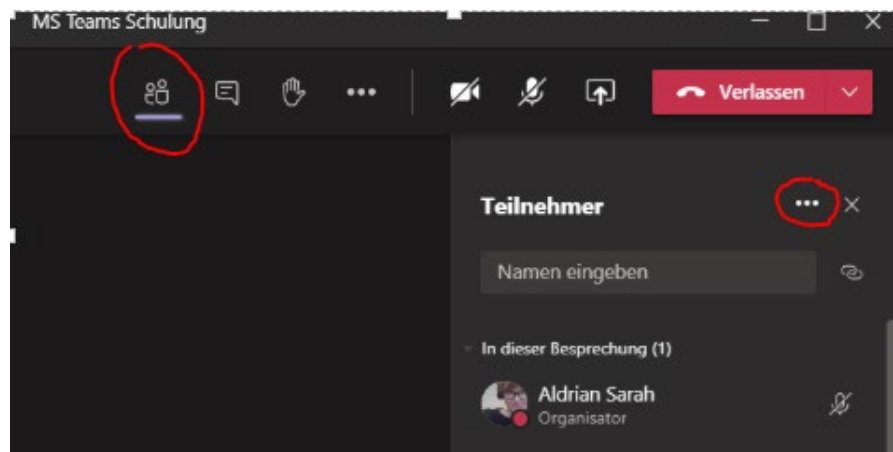 MS Teams Schulung
Verlassen
Teilnehmer
Namen eingeben
In dieser Besprechung (1)
Aldrian Sarah
Organisator